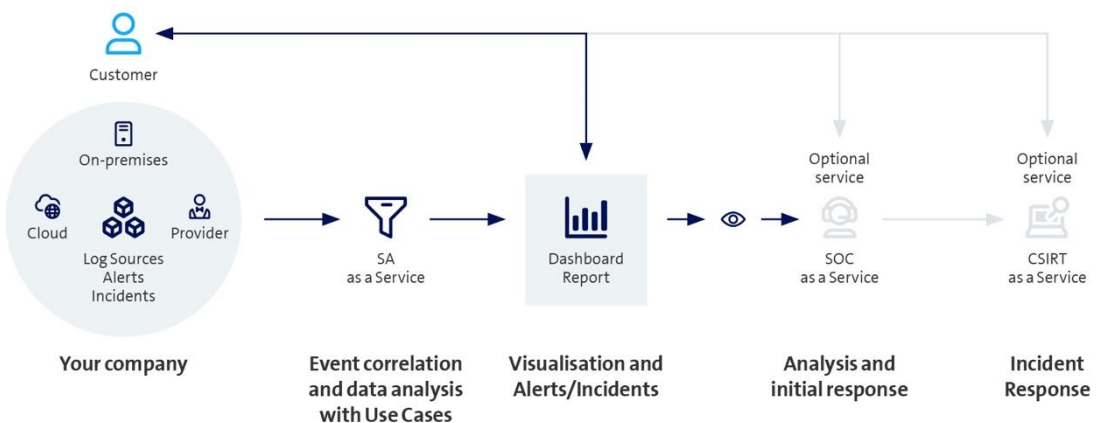 Customer
On-premises
Cloud
Provider
Log Sources
Alerts
Incidents
SA
as a Service
Dashboard
Report
Optional
service
SOC
as a Service
Optional
service
CSIRT
as a Service
Your company
Event correlation
and data analysis
with Use Cases
Visualisation and
Alerts/Incidents
Analysis and
initial response
Incident
Response